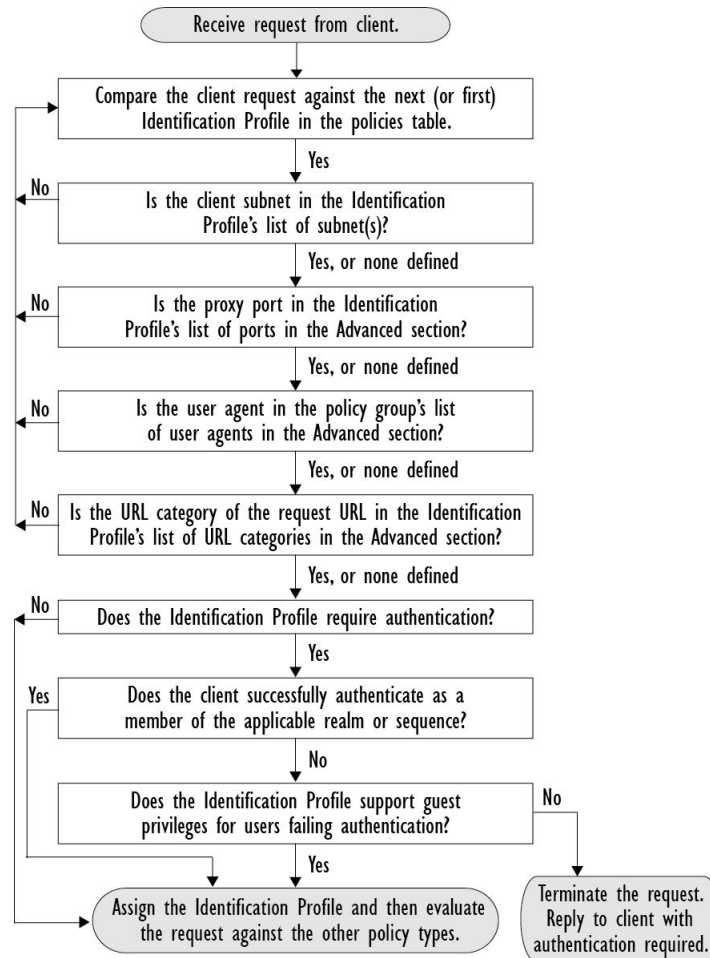 Receive request from client.
Compare the client request against the next (or first)
Identification Profile in the policies table.
Yes
No
Is the client subnet in the Identification
Profile's list of subnet(s)?
Yes, or none defined
No
Is the proxy port in the Identification
Profile's list of ports in the Advanced section?
Yes, or none defined
No
Is the user agent in the policy group's list
of user agents in the Advanced section?
Yes, or none defined
No
Is the URL category of the request URL in the Identification
Profile's list of URL categories in the Advanced section?
Yes, or none defined
No
Does the Identification Profile require authentication?
Yes
Yes
Does the client successfully authenticate as a
member of the applicable realm or sequence?
No
Does the Identification Profile support guest
privileges for users failing authentication?
No
Yes
Assign the Identification Profile and then evaluate
the request against the other policy types.
Terminate the request.
Reply to client with
authentication required.